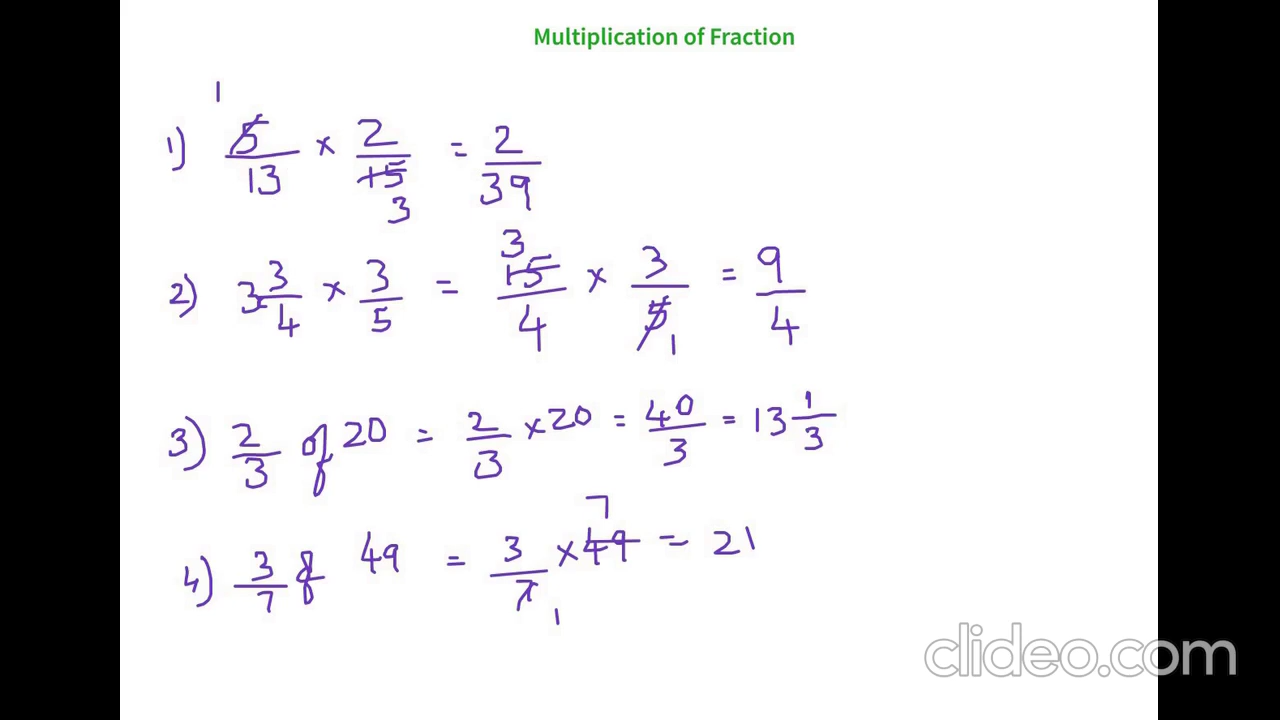 Multiplication of Fraction
1) 5/13 × 2/15 = 2/39
1
3
2) 3 3/4 × 3/5 = 15/4 × 3/5 = 9/4
3
1
3) 2/3 of 20 = 2/3 × 20 = 40/3 = 13 1/3
4) 3/7 of 49 = 3/7 × 49 = 21
7
1
clideo.com